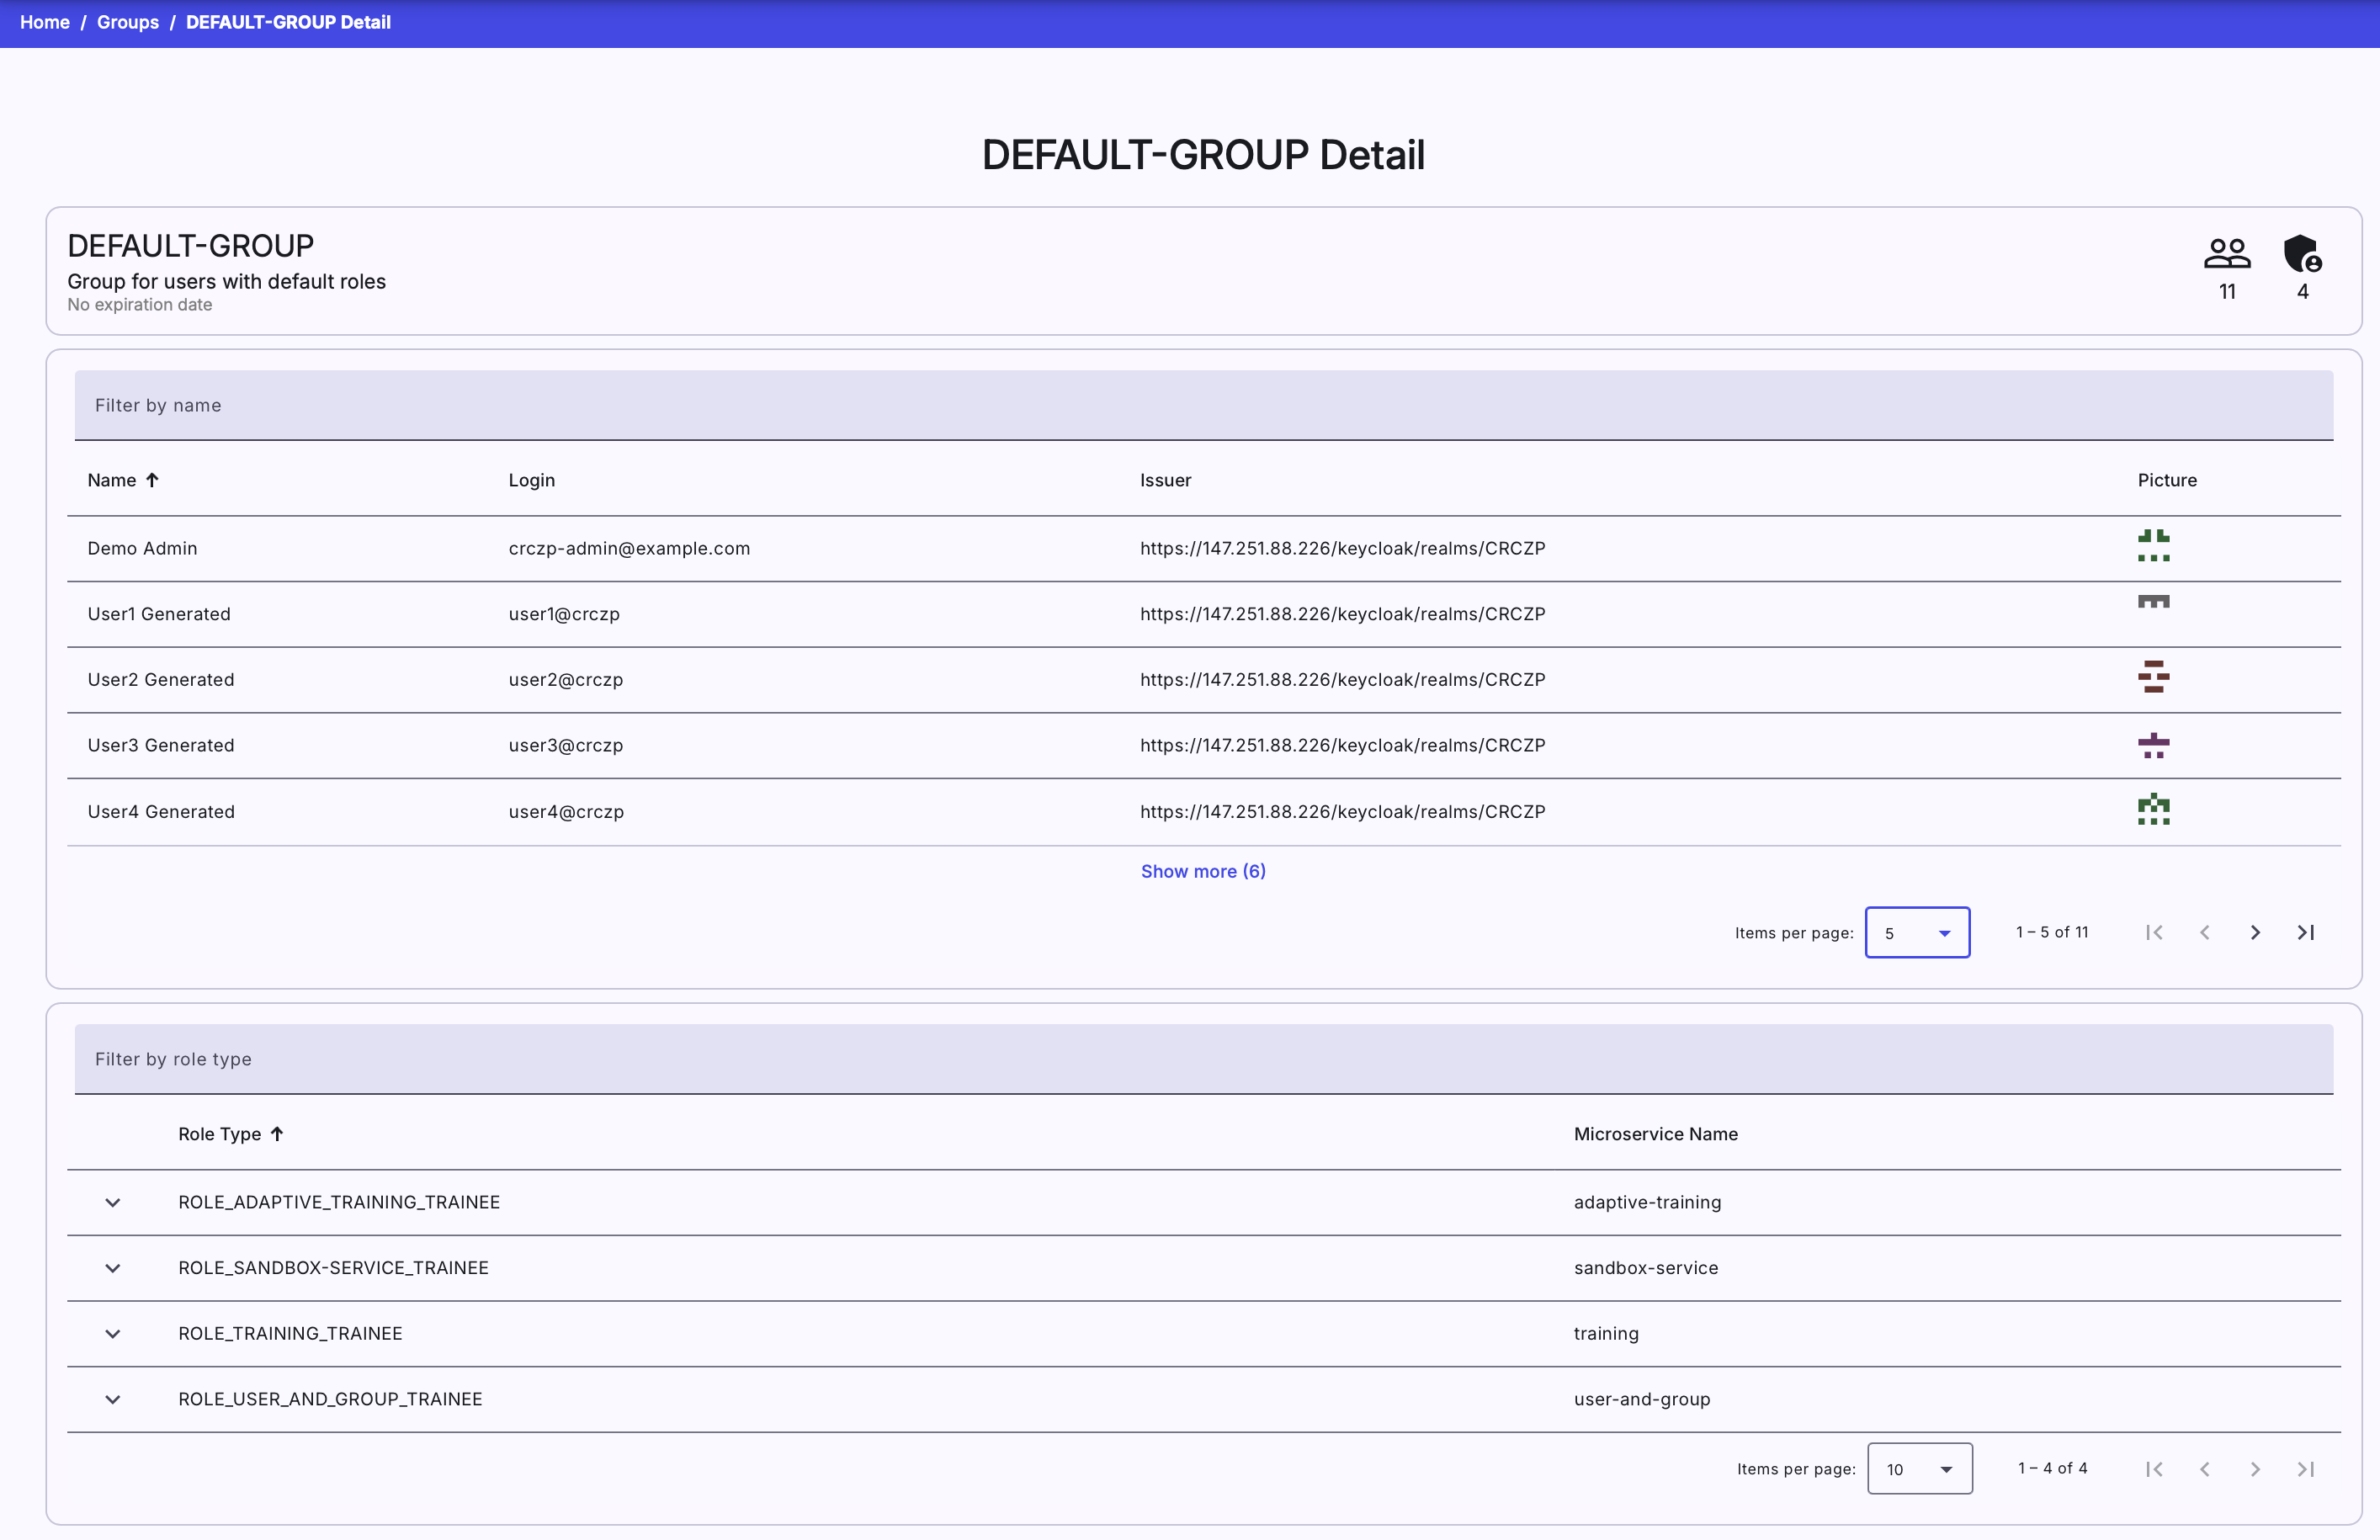 Home / Groups / DEFAULT-GROUP Detail
DEFAULT-GROUP Detail
DEFAULT-GROUP
Group for users with default roles
No expiration date
11 4
Filter by name
Name Login Issuer Picture
Demo Admin crczp-admin@example.com https://147.251.88.226/keycloak/realms/CRCZP
User1 Generated user1@crczp https://147.251.88.226/keycloak/realms/CRCZP
User2 Generated user2@crczp https://147.251.88.226/keycloak/realms/CRCZP
User3 Generated user3@crczp https://147.251.88.226/keycloak/realms/CRCZP
User4 Generated user4@crczp https://147.251.88.226/keycloak/realms/CRCZP
Show more (6)
Items per page: 5 1 – 5 of 11
Filter by role type
Role Type Microservice Name
ROLE_ADAPTIVE_TRAINING_TRAINEE adaptive-training
ROLE_SANDBOX-SERVICE_TRAINEE sandbox-service
ROLE_TRAINING_TRAINEE training
ROLE_USER_AND_GROUP_TRAINEE user-and-group
Items per page: 10 1 – 4 of 4